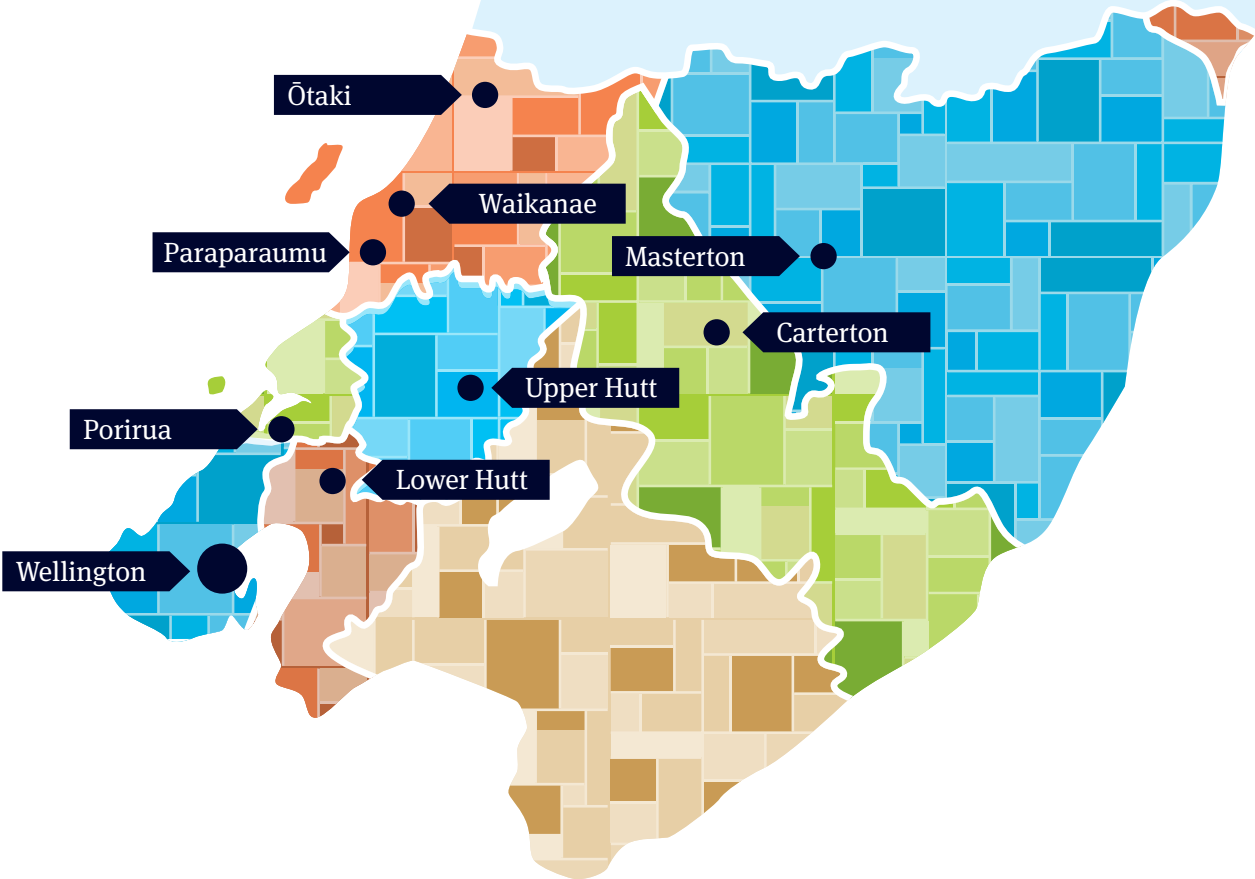 Ōtaki
Waikanae
Paraparaumu
Masterton
Carterton
Upper Hutt
Porirua
Lower Hutt
Wellington